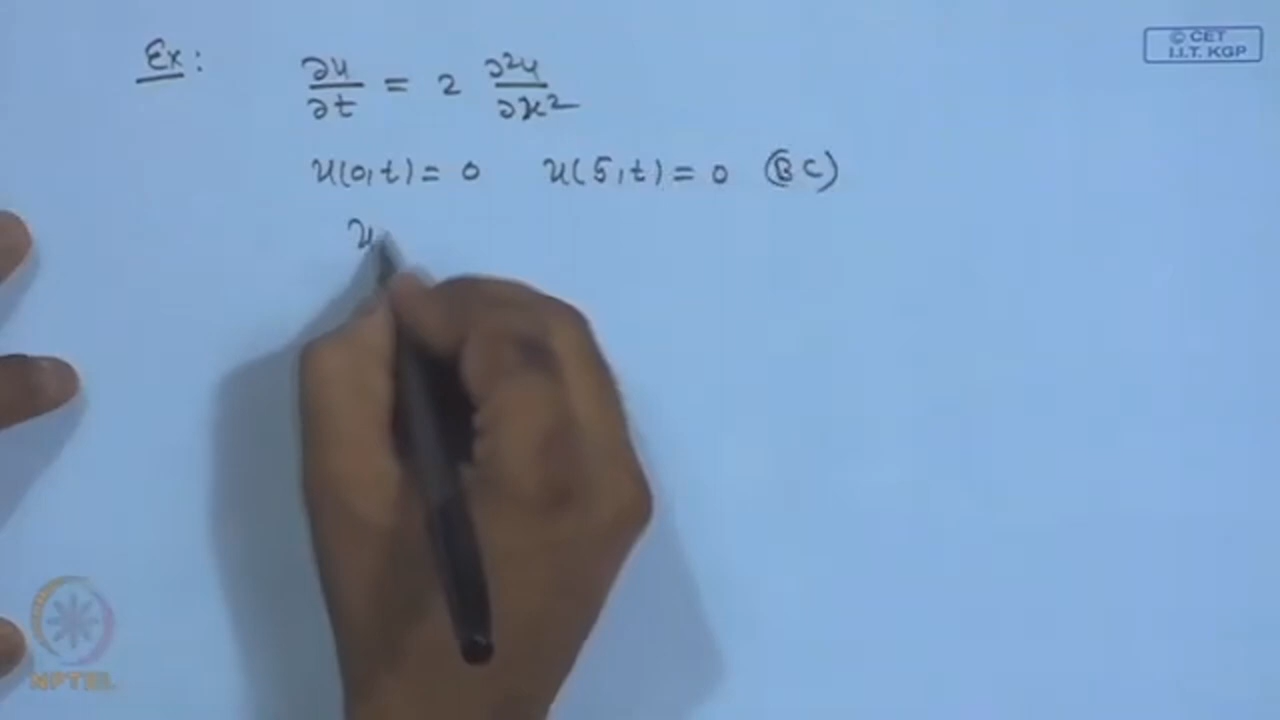 Ex: ∂u/∂t = 2 ∂²u/∂x²
u(0,t) = 0 u(5,t) = 0 (BC)
u
© CET
I.I.T. KGP
NPTEL